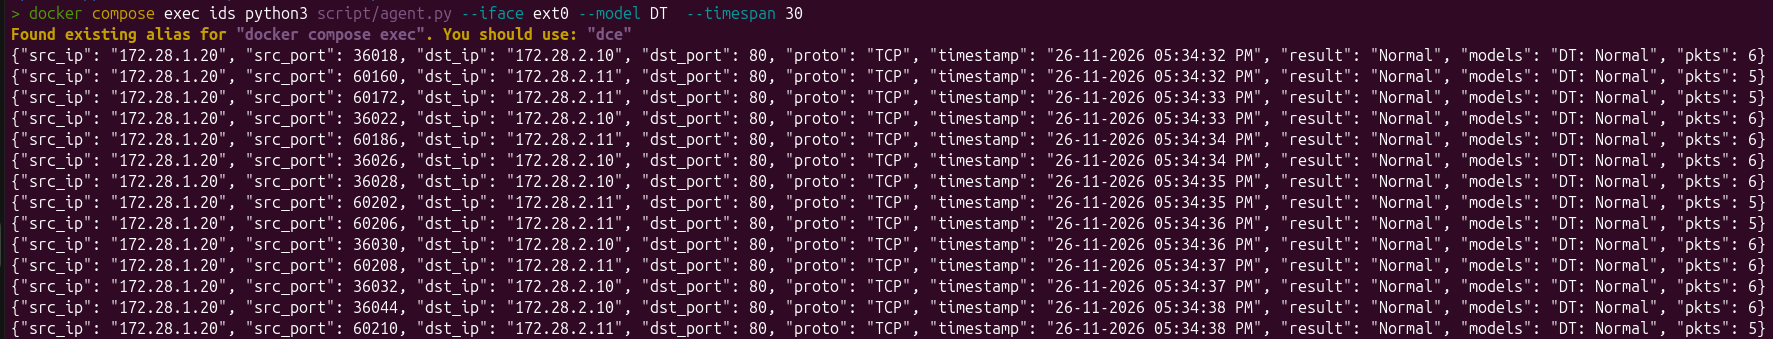 > docker compose exec ids python3 script/agent.py --iface ext0 --model DT  --timespan 30
Found existing alias for "docker compose exec". You should use: "dce"
{"src_ip": "172.28.1.20", "src_port": 36018, "dst_ip": "172.28.2.10", "dst_port": 80, "proto": "TCP", "timestamp": "26-11-2026 05:34:32 PM", "result": "Normal", "models": "DT: Normal", "pkts": 6}
{"src_ip": "172.28.1.20", "src_port": 60160, "dst_ip": "172.28.2.11", "dst_port": 80, "proto": "TCP", "timestamp": "26-11-2026 05:34:32 PM", "result": "Normal", "models": "DT: Normal", "pkts": 5}
{"src_ip": "172.28.1.20", "src_port": 60172, "dst_ip": "172.28.2.11", "dst_port": 80, "proto": "TCP", "timestamp": "26-11-2026 05:34:33 PM", "result": "Normal", "models": "DT: Normal", "pkts": 5}
{"src_ip": "172.28.1.20", "src_port": 36022, "dst_ip": "172.28.2.10", "dst_port": 80, "proto": "TCP", "timestamp": "26-11-2026 05:34:33 PM", "result": "Normal", "models": "DT: Normal", "pkts": 6}
{"src_ip": "172.28.1.20", "src_port": 60186, "dst_ip": "172.28.2.11", "dst_port": 80, "proto": "TCP", "timestamp": "26-11-2026 05:34:34 PM", "result": "Normal", "models": "DT: Normal", "pkts": 6}
{"src_ip": "172.28.1.20", "src_port": 36026, "dst_ip": "172.28.2.10", "dst_port": 80, "proto": "TCP", "timestamp": "26-11-2026 05:34:34 PM", "result": "Normal", "models": "DT: Normal", "pkts": 6}
{"src_ip": "172.28.1.20", "src_port": 36028, "dst_ip": "172.28.2.10", "dst_port": 80, "proto": "TCP", "timestamp": "26-11-2026 05:34:35 PM", "result": "Normal", "models": "DT: Normal", "pkts": 6}
{"src_ip": "172.28.1.20", "src_port": 60202, "dst_ip": "172.28.2.11", "dst_port": 80, "proto": "TCP", "timestamp": "26-11-2026 05:34:35 PM", "result": "Normal", "models": "DT: Normal", "pkts": 5}
{"src_ip": "172.28.1.20", "src_port": 60206, "dst_ip": "172.28.2.11", "dst_port": 80, "proto": "TCP", "timestamp": "26-11-2026 05:34:36 PM", "result": "Normal", "models": "DT: Normal", "pkts": 5}
{"src_ip": "172.28.1.20", "src_port": 36030, "dst_ip": "172.28.2.10", "dst_port": 80, "proto": "TCP", "timestamp": "26-11-2026 05:34:36 PM", "result": "Normal", "models": "DT: Normal", "pkts": 6}
{"src_ip": "172.28.1.20", "src_port": 60208, "dst_ip": "172.28.2.11", "dst_port": 80, "proto": "TCP", "timestamp": "26-11-2026 05:34:37 PM", "result": "Normal", "models": "DT: Normal", "pkts": 6}
{"src_ip": "172.28.1.20", "src_port": 36032, "dst_ip": "172.28.2.10", "dst_port": 80, "proto": "TCP", "timestamp": "26-11-2026 05:34:37 PM", "result": "Normal", "models": "DT: Normal", "pkts": 6}
{"src_ip": "172.28.1.20", "src_port": 36044, "dst_ip": "172.28.2.10", "dst_port": 80, "proto": "TCP", "timestamp": "26-11-2026 05:34:38 PM", "result": "Normal", "models": "DT: Normal", "pkts": 6}
{"src_ip": "172.28.1.20", "src_port": 60210, "dst_ip": "172.28.2.11", "dst_port": 80, "proto": "TCP", "timestamp": "26-11-2026 05:34:38 PM", "result": "Normal", "models": "DT: Normal", "pkts": 5}